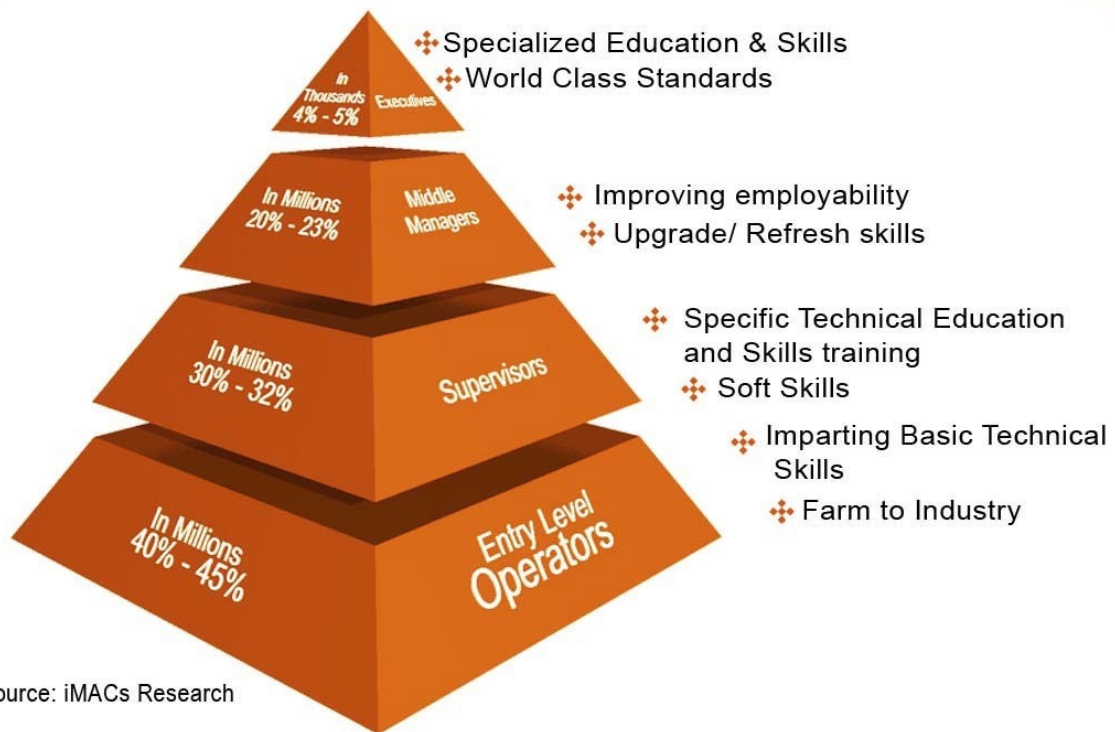 Specialized Education & Skills
World Class Standards
In
Thousands
4% - 5%
Executives
In Millions
20% - 23%
Middle
Managers
Improving employability
Upgrade/ Refresh skills
In Millions
30% - 32%
Supervisors
Specific Technical Education
and Skills training
Soft Skills
Imparting Basic Technical
Skills
Farm to Industry
In Millions
40% - 45%
Entry Level
Operators
ource: iMACs Research